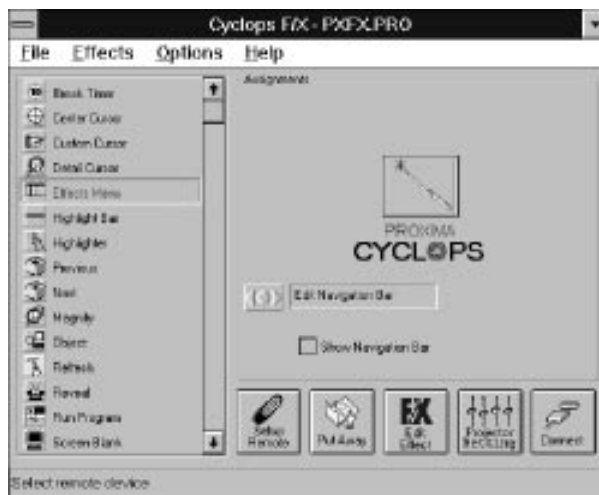 Cyclops F/X - PXFX.PRO
File Effects Options Help
Break Timer
Center Cursor
Custom Cursor
Detail Cursor
Effects Menu
Highlight Bar
Highlighter
Previous
Next
Magnify
Object
Refresh
Reveal
Run Program
Screen Blank
Assignments
PROXIMA
CYCLOPS
Edit Navigation Bar
Show Navigation Bar
Setup Remote
Put Away
F/X Edit Effect
Projector
Connect
Select remote device